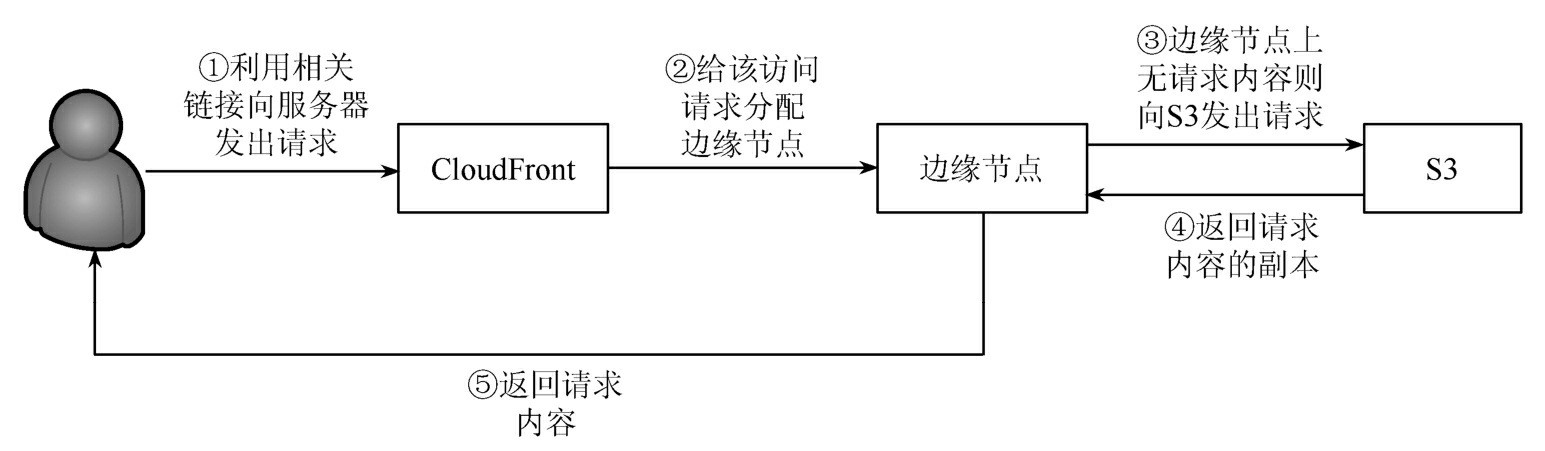 ①利用相关
链接向服务器
发出请求
CloudFront
②给该访问
请求分配
边缘节点
边缘节点
③边缘节点上
无请求内容则
向S3发出请求
S3
④返回请求
内容的副本
⑤返回请求
内容